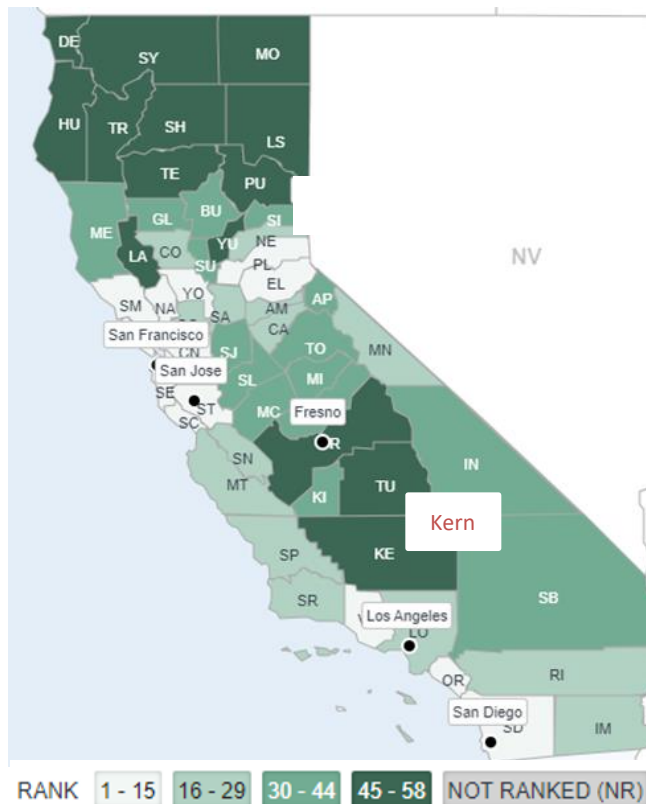 DE
SY
MO
HU
TR
SH
LS
TE
PU
ME
GL
BU
SI
LA
CO
YU
NE
SU
PL
YO
EL
SM
NA
SA
AM
AP
San Francisco
CA
TO
MN
NV
CN
SJ
San Jose
SL
MI
SE
ST
MC
Fresno
SC
SN
IN
MT
KI
TU
Kern
KE
SP
SR
SB
Los Angeles
LO
OR
RI
San Diego
SD
IM
RANK 1 - 15 16 - 29 30 - 44 45 - 58 NOT RANKED (NR)